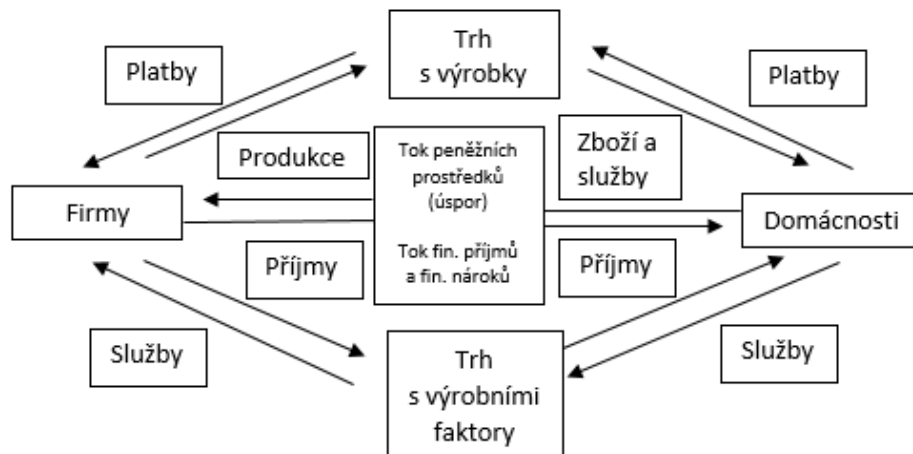 Trh
s výrobky
Platby
Platby
Produkce
Tok peněžních
prostředků
(úspor)
Tok fin. příjmů
a fin. nároků
Zboží a
služby
Firmy
Domácnosti
Příjmy
Příjmy
Služby
Trh
s výrobními
faktory
Služby